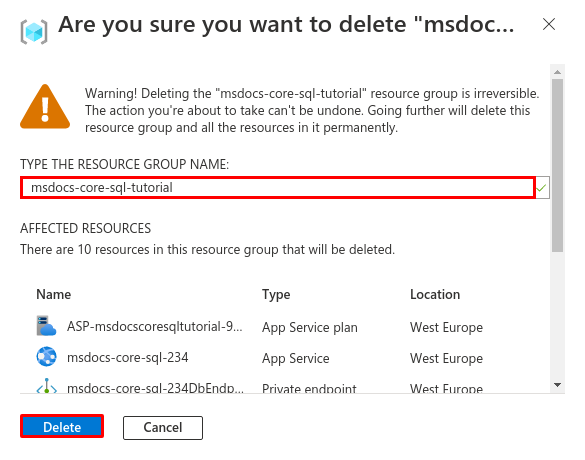 Are you sure you want to delete "msdoc...
Warning! Deleting the "msdocs-core-sql-tutorial" resource group is irreversible.
The action you're about to take can't be undone. Going further will delete this
resource group and all the resources in it permanently.
TYPE THE RESOURCE GROUP NAME:
msdocs-core-sql-tutorial
AFFECTED RESOURCES
There are 10 resources in this resource group that will be deleted.
Name Type Location
ASP-msdocscoresqltutorial-9... App Service plan West Europe
msdocs-core-sql-234 App Service West Europe
msdocs-core-sql-234DbEndp... Private endpoint West Europe
Delete Cancel